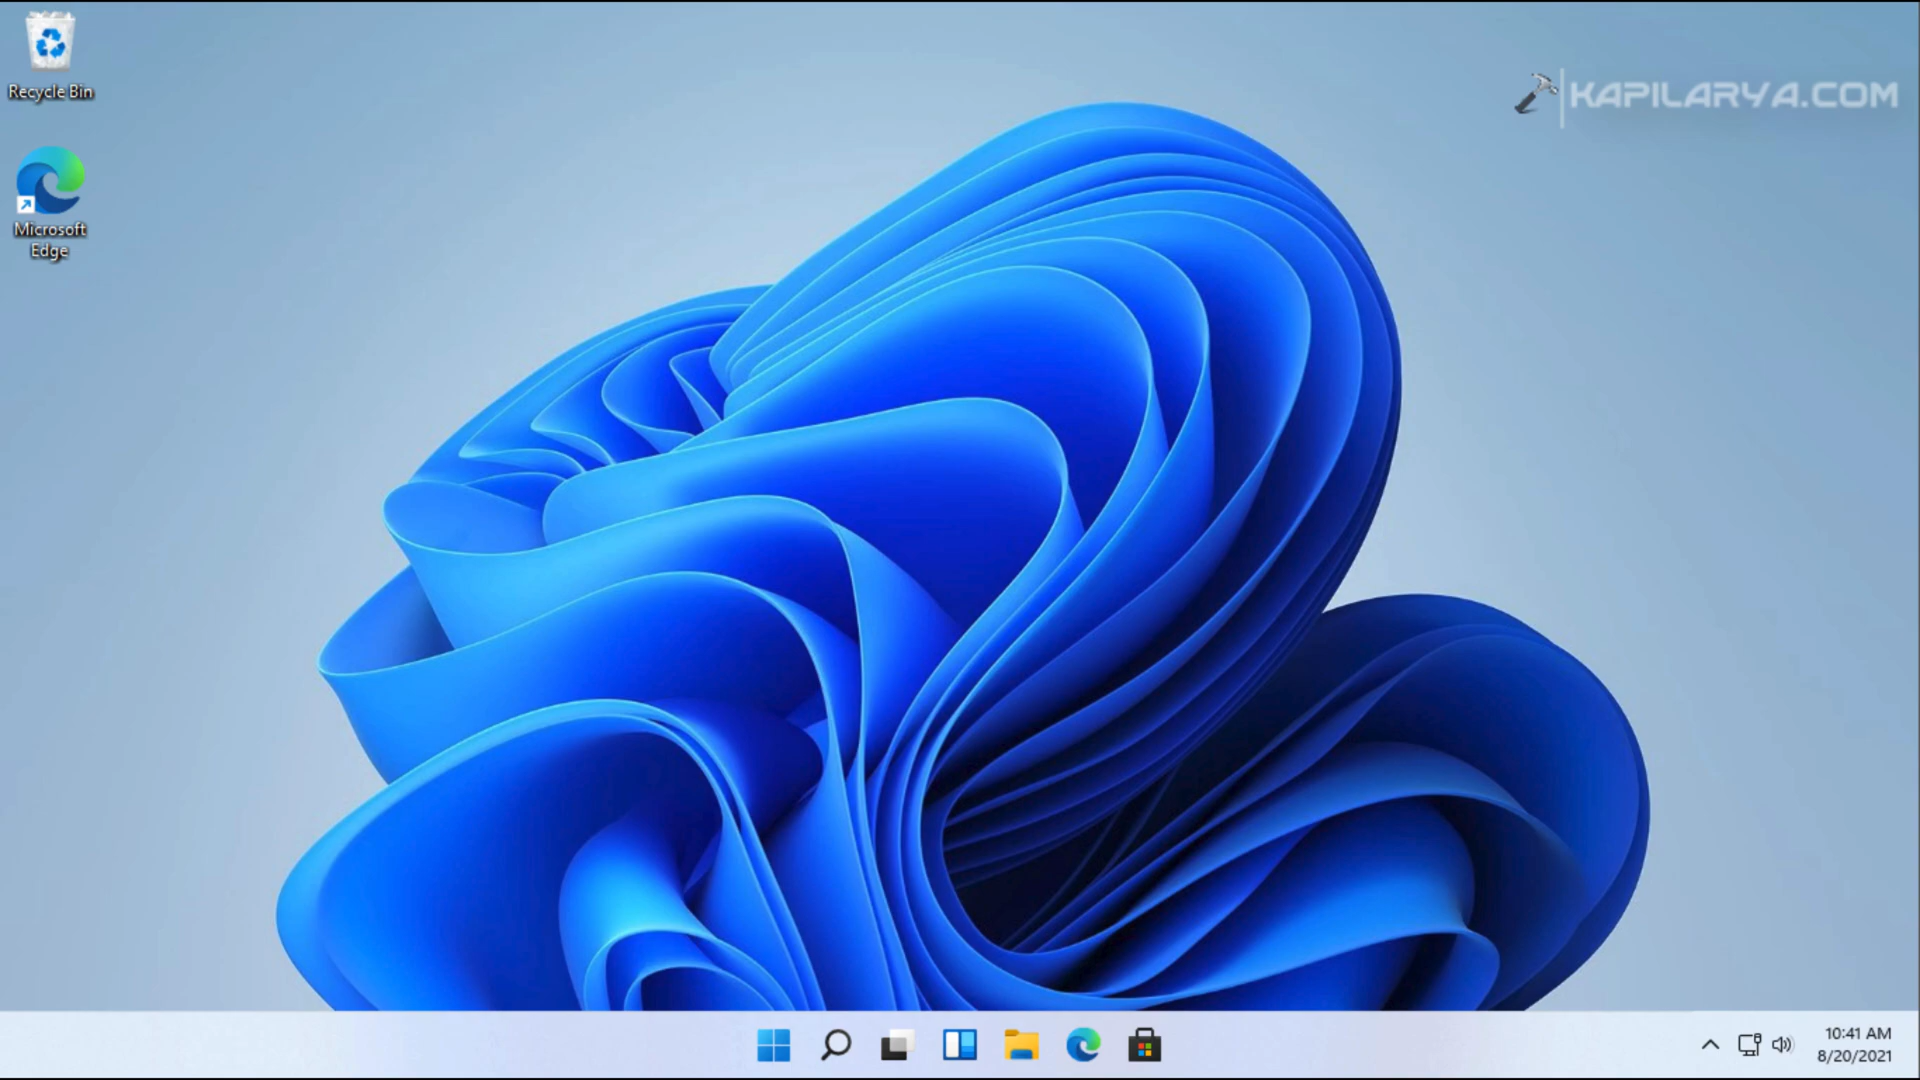 Recycle Bin
KAPILARYA.COM
Microsoft
Edge
10:41 AM
8/20/2021